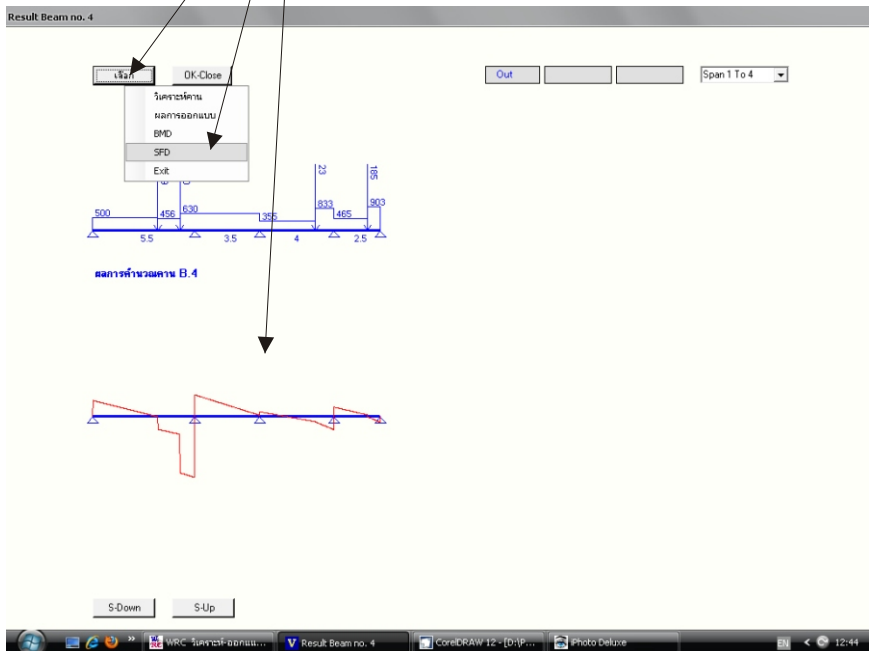 Result Beam no. 4
เลือก OK-Close Out Span 1 To 4
วิเคราะห์คาน
ผลการออกแบบ
BMD
SFD
Exit
23 185
500 456 630 355 833 465 903
5.5 3.5 4 2.5
ผลการคำนวณคาน B.4
S-Down S-Up
WRC วิเคราะห์-ออกแ... Result Beam no. 4 CorelDRAW 12 - [D:\P... Photo Deluxe EN 12:44